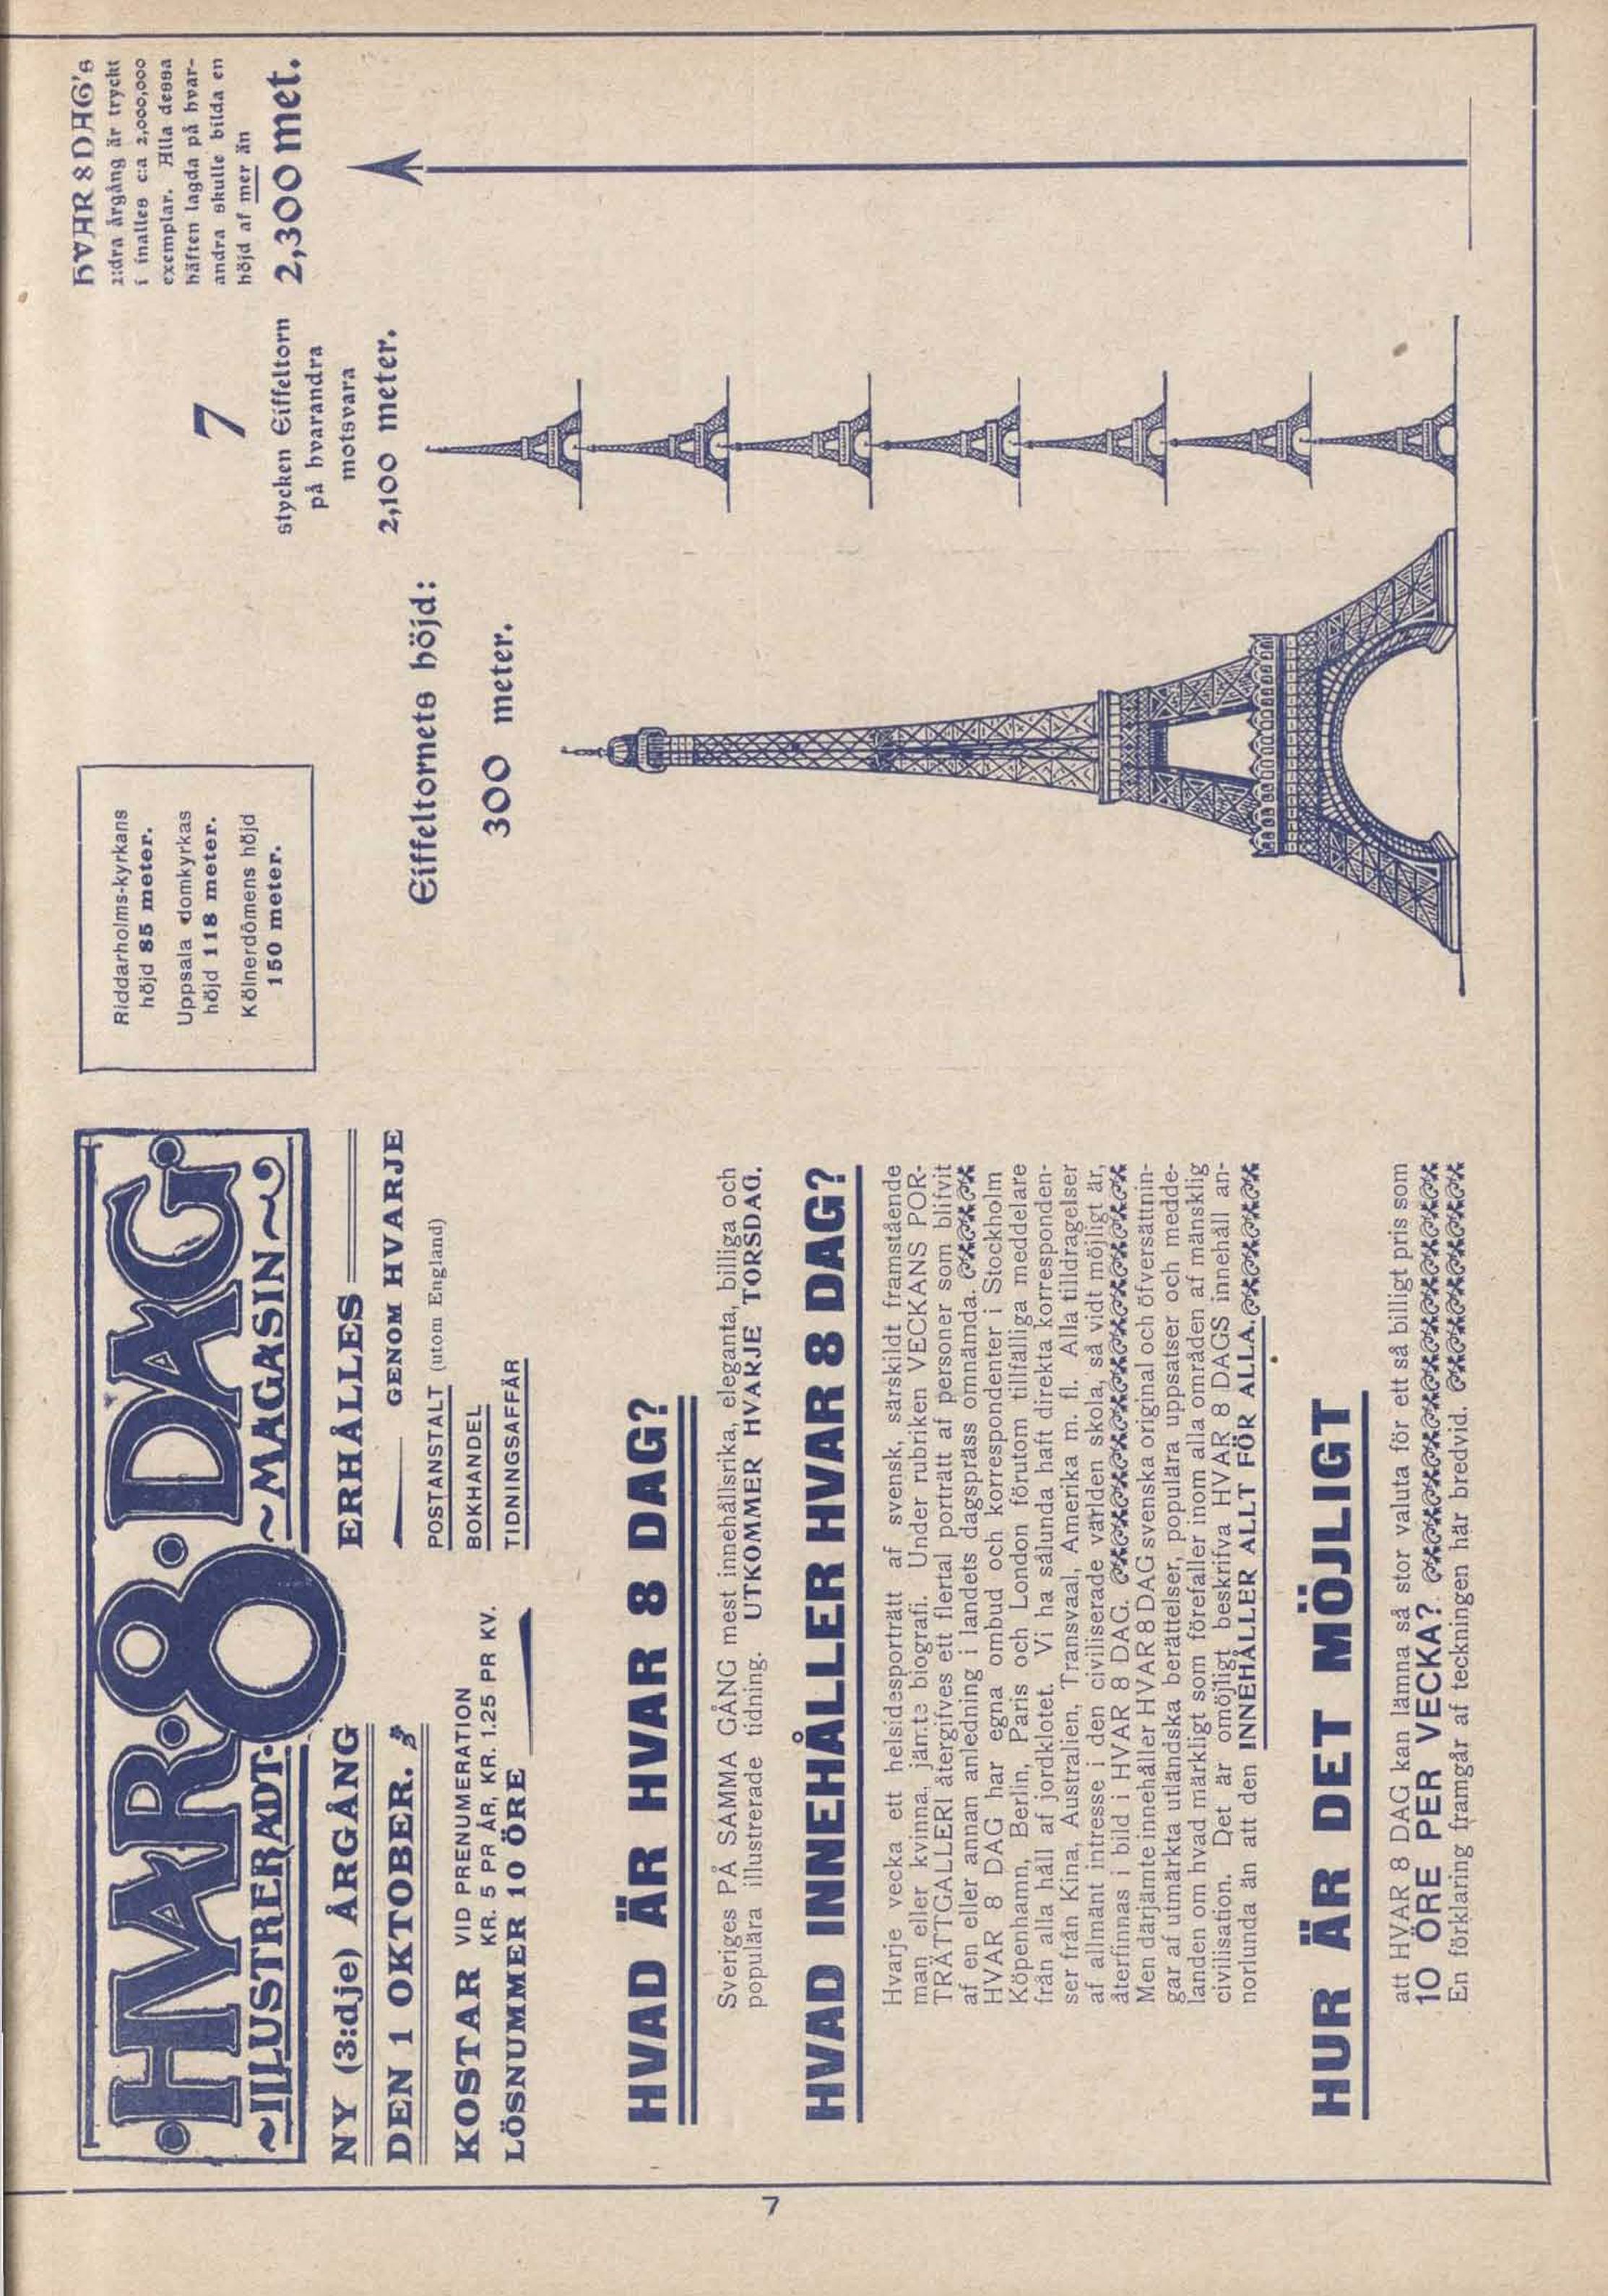 HVAR 8 DAG
ILLUSTRERADT
MAGASIN
NY (3:dje) ÅRGÅNG
DEN 1 OKTOBER.
KOSTAR VID PRENUMERATION
KR. 5 PR ÅR, KR. 1.25 PR KV.
LÖSNUMMER 10 ÖRE
ERHÅLLES
GENOM HVARJE
POSTANSTALT (utom England)
BOKHANDEL
TIDNINGSAFFÄR
HVAD ÄR HVAR 8 DAG?
Sveriges PÅ SAMMA GÅNG mest innehållsrika, eleganta, billiga och
populära illustrerade tidning. UTKOMMER HVARJE TORSDAG.
HVAD INNEHÅLLER HVAR 8 DAG?
Hvarje vecka ett helsidesporträtt af svensk, särskildt framstående
man eller kvinna, jämte biografi. Under rubriken VECKANS POR-
TRÄTTGALLERI återgifves ett flertal porträtt af personer som blifvit
af en eller annan anledning i landets dagspräss omnämda.
HVAR 8 DAG har egna ombud och korrespondenter i Stockholm
Köpenhamn, Berlin, Paris och London förutom tillfälliga meddelare
från alla håll af jordklotet. Vi ha sålunda haft direkta korresponden-
ser från Kina, Australien, Transvaal, Amerika m. fl. Alla tilldragelser
af allmänt intresse i den civiliserade världen skola, så vidt möjligt är,
återfinnas i bild i HVAR 8 DAG.
Men därjämte innehåller HVAR 8 DAG svenska original och öfversättnin-
gar af utmärkta utländska berättelser, populära uppsatser och medde-
landen om hvad märkligt som förefaller inom alla områden af mänsklig
civilisation. Det är omöjligt beskrifva HVAR 8 DAGS innehåll an-
norlunda än att den INNEHÅLLER ALLT FÖR ALLA.
HUR ÄR DET MÖJLIGT
att HVAR 8 DAG kan lämna så stor valuta för ett så billigt pris som
10 ÖRE PER VECKA?
En förklaring framgår af teckningen här bredvid.
Riddarholms-kyrkans
höjd 85 meter.
Uppsala domkyrkas
höjd 118 meter.
Kölnerdômens höjd
150 meter.
Eiffeltornets höjd:
300 meter.
7
stycken Eiffeltorn
på hvarandra
motsvara
2,100 meter.
HVAR 8 DAG's
2:dra årgång är tryckt
i inalles c:a 2,000,000
exemplar. Alla dessa
häften lagda på hvar-
andra skulle bilda en
höjd af mer än
2,300 met.
7